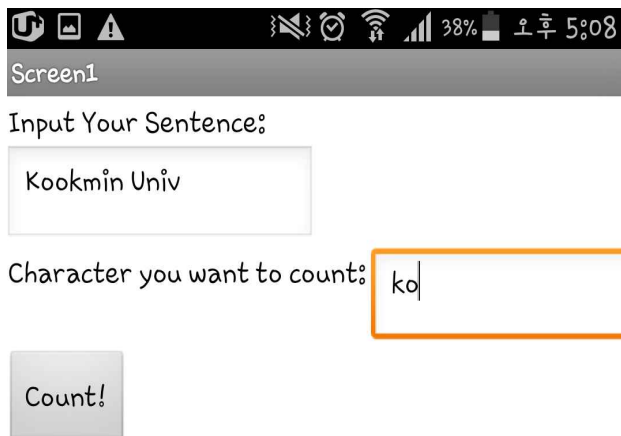 38% 오후 5:08
Screen1
Input Your Sentence:
Kookmin Univ
Character you want to count: ko
Count!